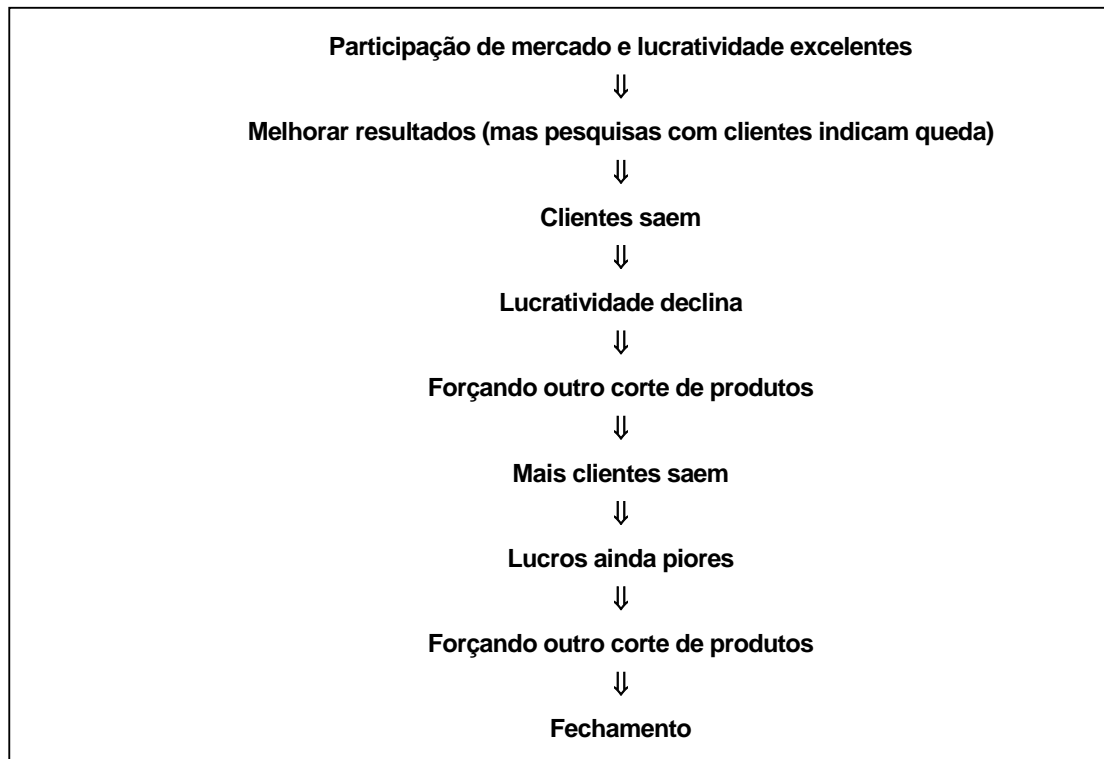 Participação de mercado e lucratividade excelentes
⇓
Melhorar resultados (mas pesquisas com clientes indicam queda)
⇓
Clientes saem
⇓
Lucratividade declina
⇓
Forçando outro corte de produtos
⇓
Mais clientes saem
⇓
Lucros ainda piores
⇓
Forçando outro corte de produtos
⇓
Fechamento